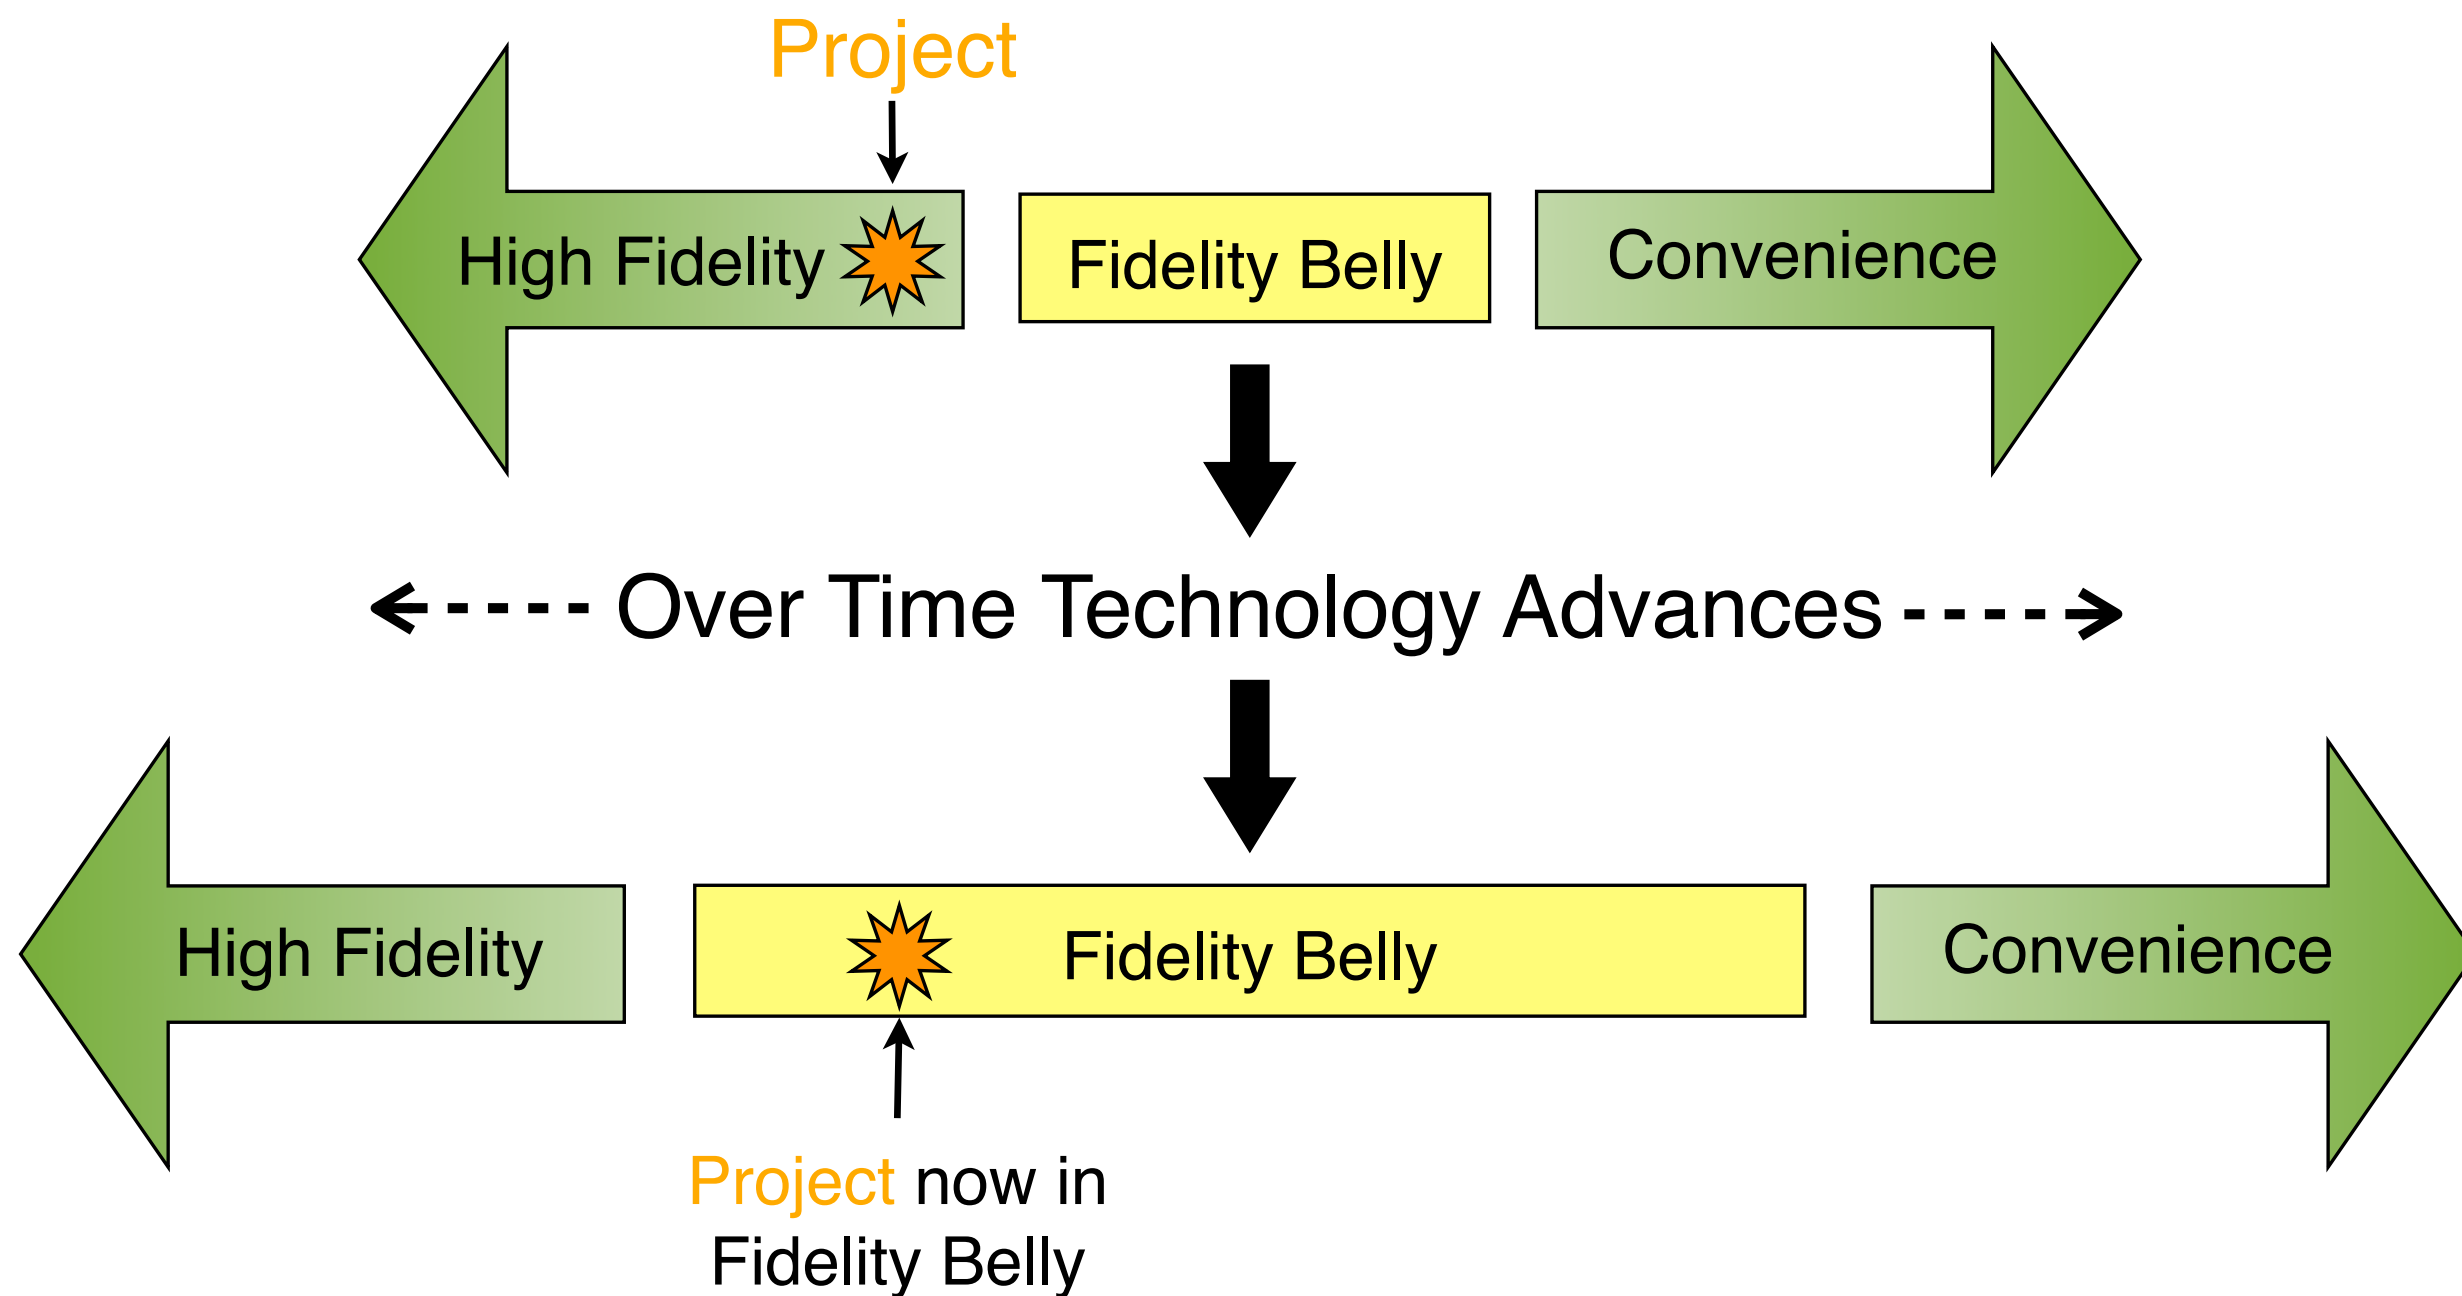 Project
High Fidelity
Fidelity Belly
Convenience
Over Time Technology Advances
High Fidelity
Fidelity Belly
Convenience
Project now in
Fidelity Belly